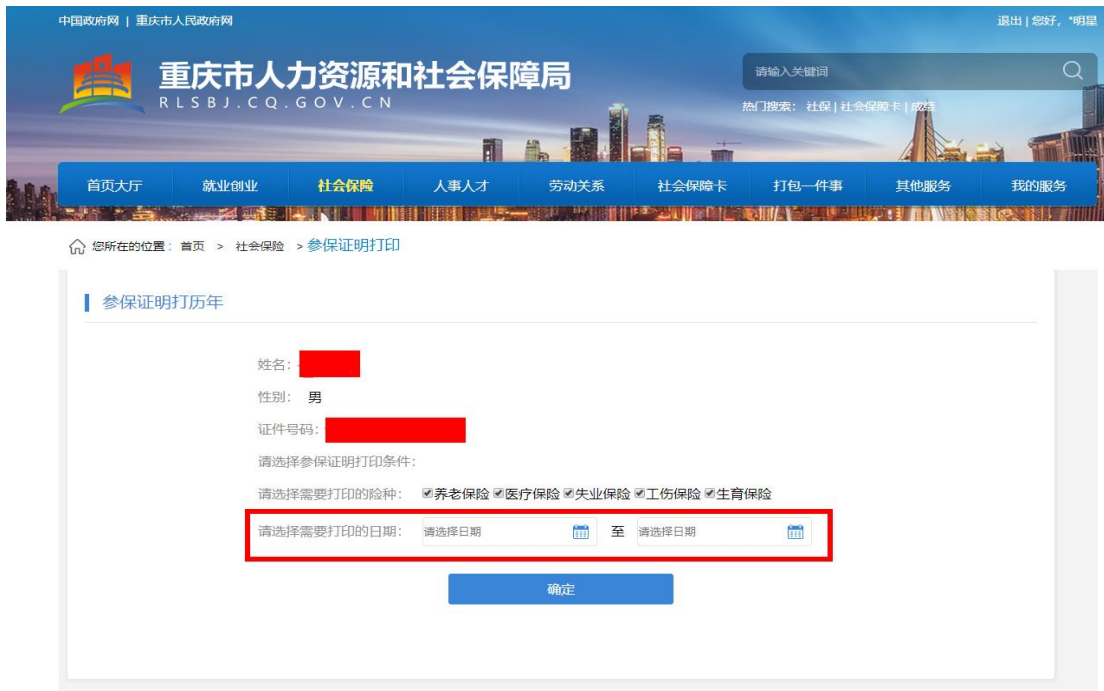 中国政府网 | 重庆市人民政府网
退出 | 您好，*明星
重庆市人力资源和社会保障局
RLSBJ.CQ.GOV.CN
请输入关键词
热门搜索： 社保 | 社会保障卡 | 成绩
首页大厅 就业创业 社会保险 人事人才 劳动关系 社会保障卡 打包一件事 其他服务 我的服务
您所在的位置：首页 > 社会保险 > 参保证明打印
参保证明打历年
姓名：
性别： 男
证件号码：
请选择参保证明打印条件：
请选择需要打印的险种： 养老保险 医疗保险 失业保险 工伤保险 生育保险
请选择需要打印的日期： 请选择日期 至 请选择日期
确定